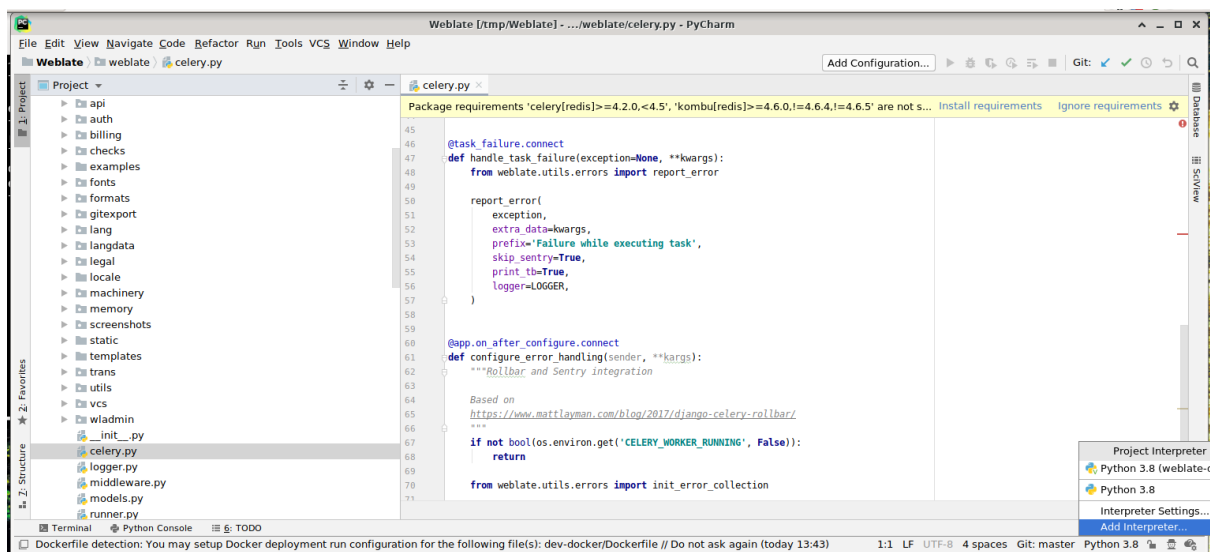 Weblate [/tmp/Weblate] - .../weblate/celery.py - PyCharm
File Edit View Navigate Code Refactor Run Tools VCS Window Help
Weblate weblate celery.py
Add Configuration...
Git:
1: Project
2: Favorites
Z: Structure
Project
api
auth
billing
checks
examples
fonts
formats
gitexport
lang
langdata
legal
locale
machinery
memory
screenshots
static
templates
trans
utils
vcs
wladmin
__init__.py
celery.py
logger.py
middleware.py
models.py
runner.py
celery.py
Package requirements 'celery[redis]>=4.2.0,<4.5', 'kombu[redis]>=4.6.0,!=4.6.4,!=4.6.5' are not s... Install requirements Ignore requirements
45
46 @task_failure.connect
47 def handle_task_failure(exception=None, **kwargs):
48 from weblate.utils.errors import report_error
49
50 report_error(
51 exception,
52 extra_data=kwargs,
53 prefix='Failure while executing task',
54 skip_sentry=True,
55 print_tb=True,
56 logger=LOGGER,
57 )
58
59
60 @app.on_after_configure.connect
61 def configure_error_handling(sender, **kargs):
62 """Rollbar and Sentry integration
63
64 Based on
65 https://www.mattlayman.com/blog/2017/django-celery-rollbar/
66 """
67 if not bool(os.environ.get('CELERY_WORKER_RUNNING', False)):
68 return
69
70 from weblate.utils.errors import init_error_collection
71
Database
SciView
Project Interpreter
Python 3.8 (weblate-
Python 3.8
Interpreter Settings...
Add Interpreter...
Terminal Python Console 6: TODO
Dockerfile detection: You may setup Docker deployment run configuration for the following file(s): dev-docker/Dockerfile // Do not ask again (today 13:43) 1:1 LF UTF-8 4 spaces Git: master Python 3.8